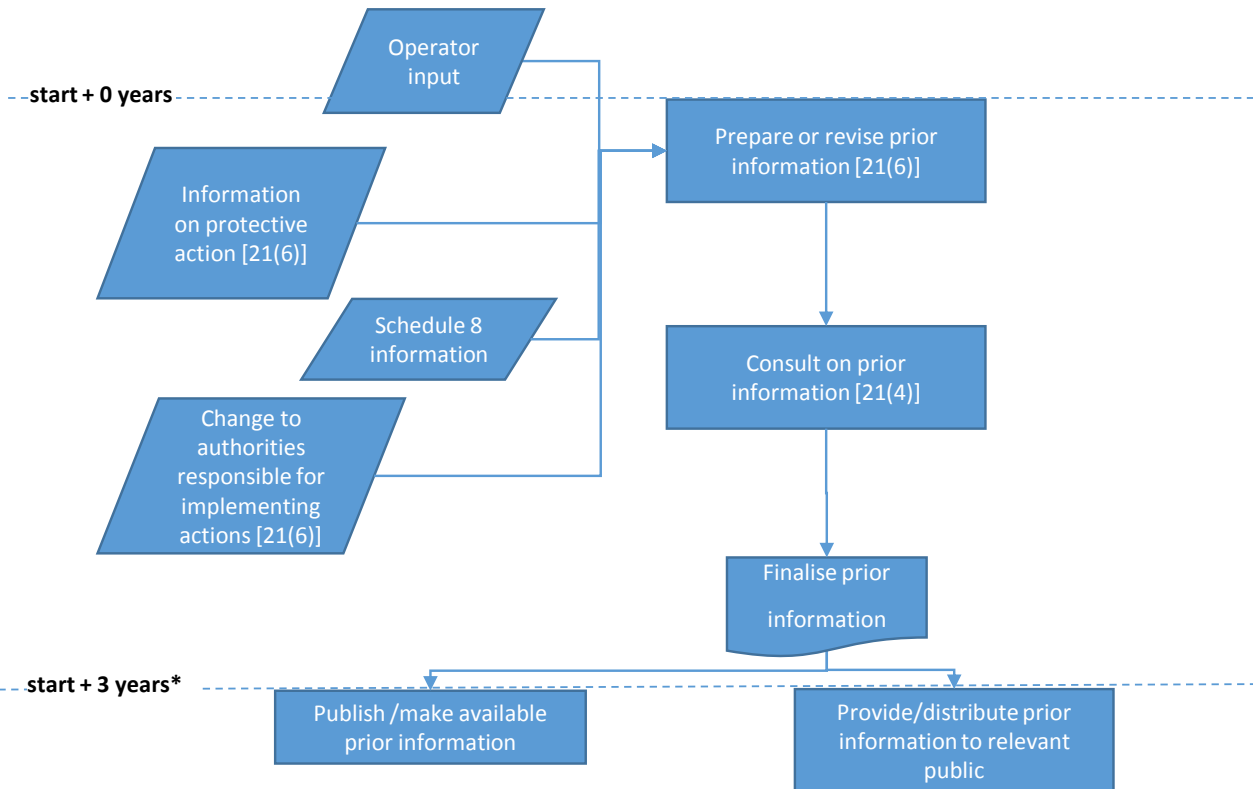 Operator
input
start + 0 years
Prepare or revise prior
information [21(6)]
Information
on protective
action [21(6)]
Schedule 8
information
Consult on prior
information [21(4)]
Change to
authorities
responsible for
implementing
actions [21(6)]
Finalise prior
information
start + 3 years*
Publish /make available
prior information
Provide/distribute prior
information to relevant
public